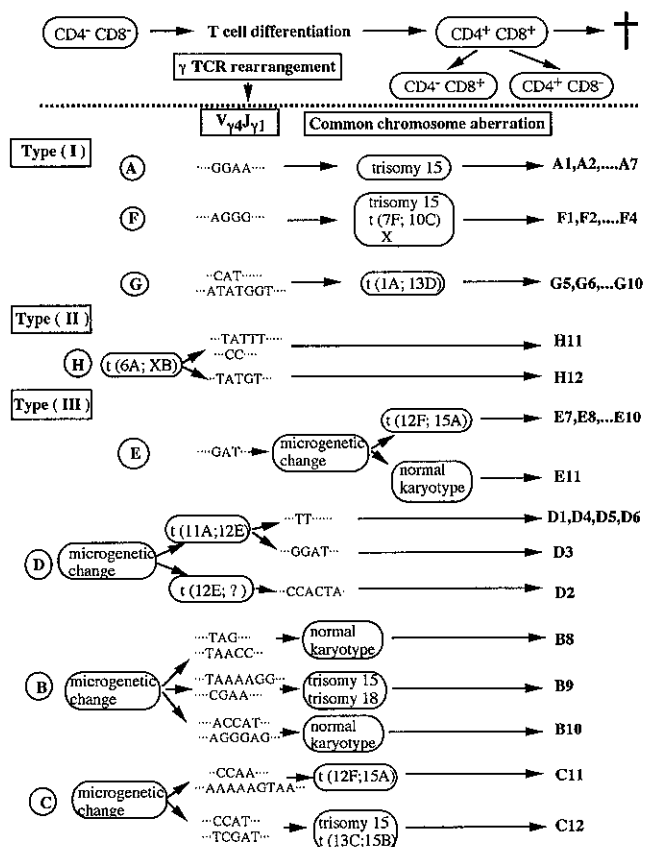 CD4⁻ CD8⁻ T cell differentiation CD4⁺ CD8⁺
γ TCR rearrangement CD4⁻ CD8⁺ CD4⁺ CD8⁻
Vγ4Jγ1 Common chromosome aberration
Type ( I )
A ····GGAA···· trisomy 15 A1,A2,....A7
F ····AGGG···· trisomy 15
t (7F; 10C)
X F1,F2,....F4
G ···CAT······
ATATGGT··· t (1A; 13D) G5,G6,...G10
Type ( II )
H t (6A; XB) ···TATTT·····
···CC··· H11
···TATGT··· H12
Type ( III )
E ····GAT··· microgenetic
change t (12F; 15A) E7,E8,...E10
normal
karyotype E11
D microgenetic
change t (11A;12E) ···TT······ D1,D4,D5,D6
···GGAT··· D3
t (12E; ? ) ···CCACTA· D2
B microgenetic
change ···TAG···
···TAACC··· normal
karyotype B8
···TAAAAGG··
···CGAA··· trisomy 15
trisomy 18 B9
···ACCAT···
···AGGGAG·· normal
karyotype B10
C microgenetic
change ···CCAA···
··AAAAAGTAA·· t (12F;15A) C11
···CCAT···
···TCGAT··· trisomy 15
t (13C;15B) C12